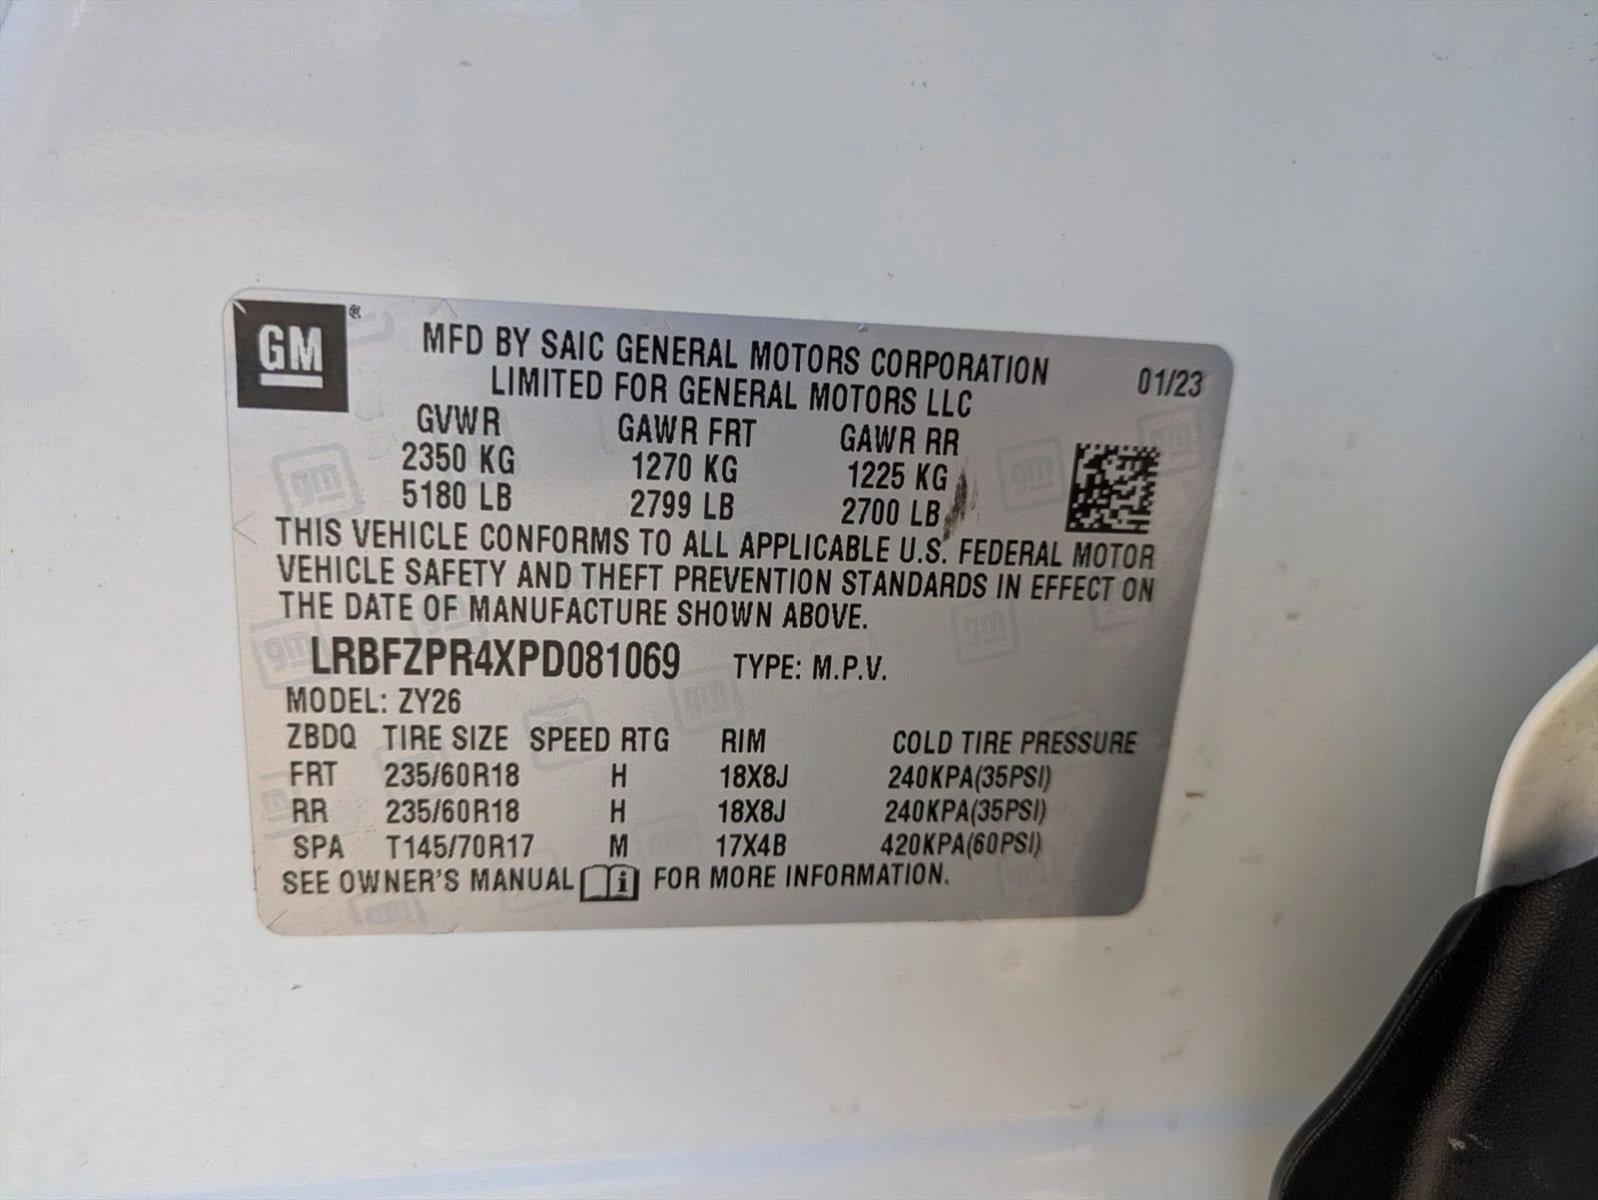 GM ®
MFD BY SAIC GENERAL MOTORS CORPORATION 01/23
LIMITED FOR GENERAL MOTORS LLC
GVWR GAWR FRT GAWR RR
2350 KG 1270 KG 1225 KG
5180 LB 2799 LB 2700 LB
THIS VEHICLE CONFORMS TO ALL APPLICABLE U.S. FEDERAL MOTOR
VEHICLE SAFETY AND THEFT PREVENTION STANDARDS IN EFFECT ON
THE DATE OF MANUFACTURE SHOWN ABOVE.
LRBFZPR4XPD081069 TYPE: M.P.V.
MODEL: ZY26
ZBDQ TIRE SIZE SPEED RTG RIM COLD TIRE PRESSURE
FRT 235/60R18 H 18X8J 240KPA(35PSI)
RR 235/60R18 H 18X8J 240KPA(35PSI)
SPA T145/70R17 M 17X4B 420KPA(60PSI)
SEE OWNER'S MANUAL i FOR MORE INFORMATION.